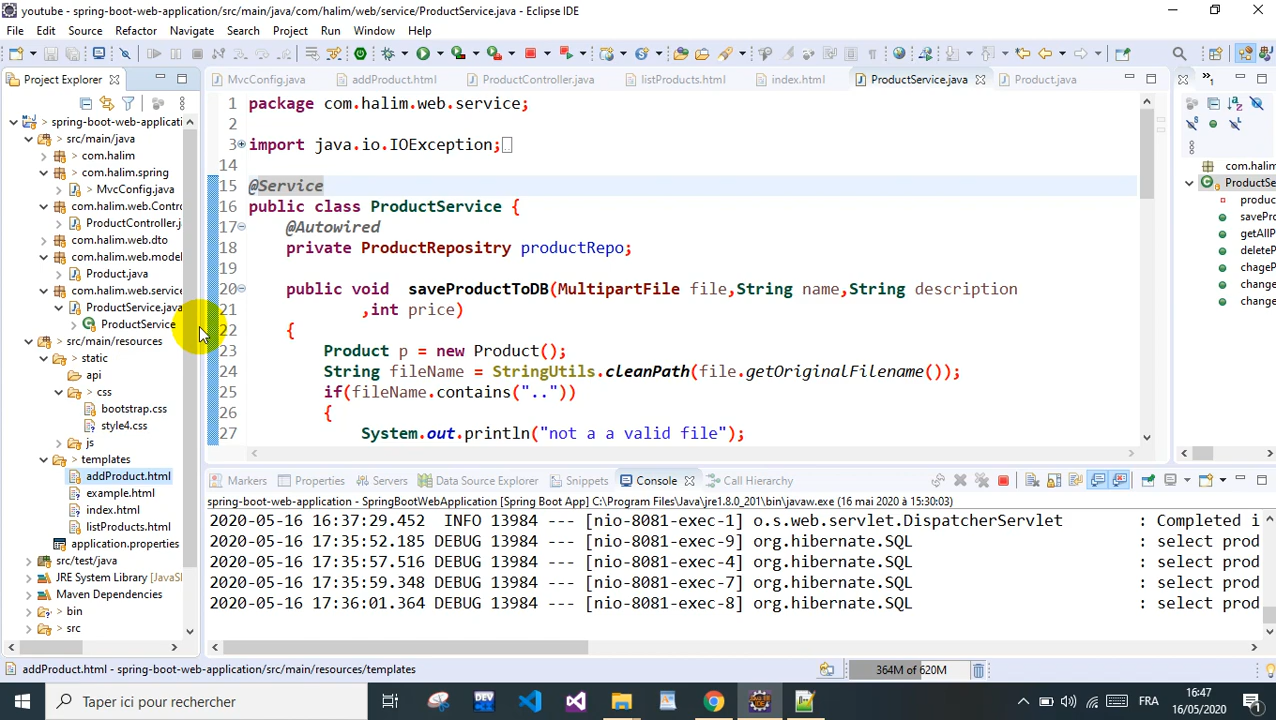 youtube - spring-boot-web-application/src/main/java/com/halim/web/service/ProductService.java - Eclipse IDE
File Edit Source Refactor Navigate Search Project Run Window Help
Project Explorer
MvcConfig.java addProduct.html ProductController.java listProducts.html index.html ProductService.java Product.java
spring-boot-web-applicati
src/main/java
com.halim
com.halim.spring
MvcConfig.java
com.halim.web.Contr
ProductController.j
com.halim.web.dto
com.halim.web.model
Product.java
com.halim.web.service
ProductService.java
ProductService
src/main/resources
static
api
css
bootstrap.css
style4.css
js
templates
addProduct.html
example.html
index.html
listProducts.html
application.properties
src/test/java
JRE System Library [JavaS
Maven Dependencies
bin
src
1 package com.halim.web.service;
2
3 import java.io.IOException;
14
15 @Service
16 public class ProductService {
17 @Autowired
18 private ProductRepositry productRepo;
19
20 public void saveProductToDB(MultipartFile file,String name,String description
21 ,int price)
22 {
23 Product p = new Product();
24 String fileName = StringUtils.cleanPath(file.getOriginalFilename());
25 if(fileName.contains(".."))
26 {
27 System.out.println("not a a valid file");
com.halim
ProductSe
produc
savePro
getAllP
deleteP
chageP
change
change
Markers Properties Servers Data Source Explorer Snippets Console Call Hierarchy
spring-boot-web-application - SpringBootWebApplication [Spring Boot App] C:\Program Files\Java\jre1.8.0_201\bin\javaw.exe (16 mai 2020 à 15:30:03)
2020-05-16 16:37:29.452 INFO 13984 --- [nio-8081-exec-1] o.s.web.servlet.DispatcherServlet : Completed i
2020-05-16 17:35:52.185 DEBUG 13984 --- [nio-8081-exec-9] org.hibernate.SQL : select prod
2020-05-16 17:35:57.516 DEBUG 13984 --- [nio-8081-exec-4] org.hibernate.SQL : select prod
2020-05-16 17:35:59.348 DEBUG 13984 --- [nio-8081-exec-7] org.hibernate.SQL : select prod
2020-05-16 17:36:01.364 DEBUG 13984 --- [nio-8081-exec-8] org.hibernate.SQL : select prod
addProduct.html - spring-boot-web-application/src/main/resources/templates
364M of 620M
Taper ici pour rechercher
FRA
16:47
16/05/2020